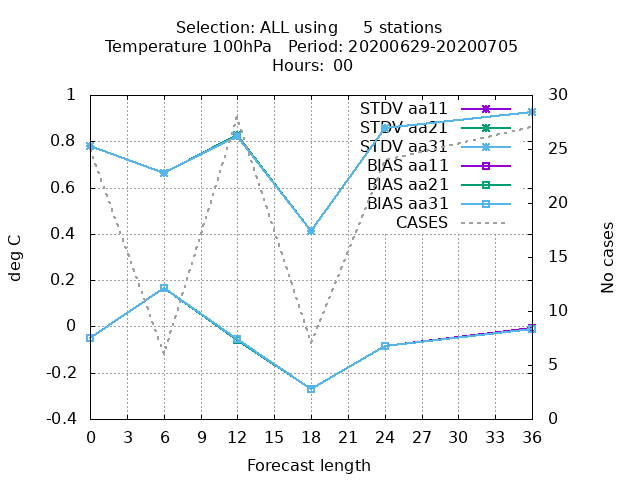 Selection: ALL using     5 stations
Temperature 100hPa   Period: 20200629-20200705
Hours: 00
1
0.8
0.6
0.4
0.2
0
-0.2
-0.4
deg C
STDV aa11
STDV aa21
STDV aa31
BIAS aa11
BIAS aa21
BIAS aa31
CASES
30
25
20
15
10
5
0
No cases
0 3 6 9 12 15 18 21 24 27 30 33 36
Forecast length